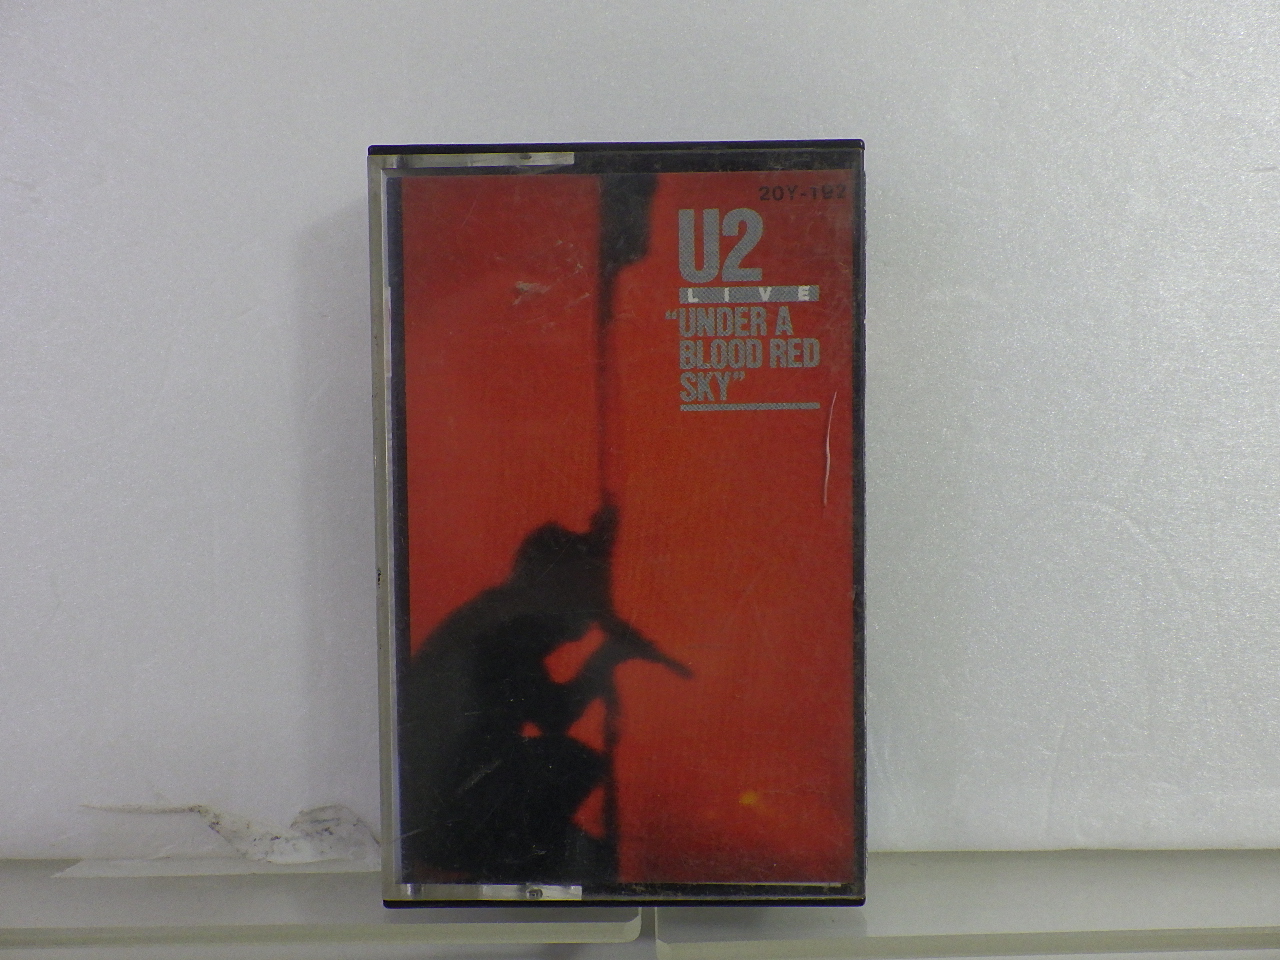 20Y-192
U2
LIVE
"UNDER A
BLOOD RED
SKY"